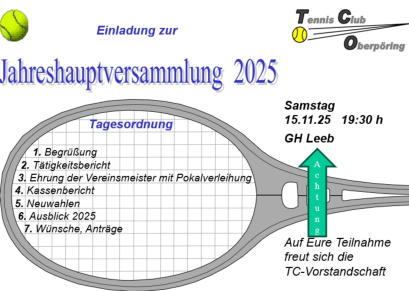 Einladung zur
Tennis Club
Oberpöring
Jahreshauptversammlung 2025
Samstag
15.11.25 19:30 h
GH Leeb
Tagesordnung
1. Begrüßung
2. Tätigkeitsbericht
3. Ehrung der Vereinsmeister mit Pokalverleihung
4. Kassenbericht
5. Neuwahlen
6. Ausblick 2025
7. Wünsche, Anträge
Achtung
Auf Eure Teilnahme
freut sich die
TC-Vorstandschaft